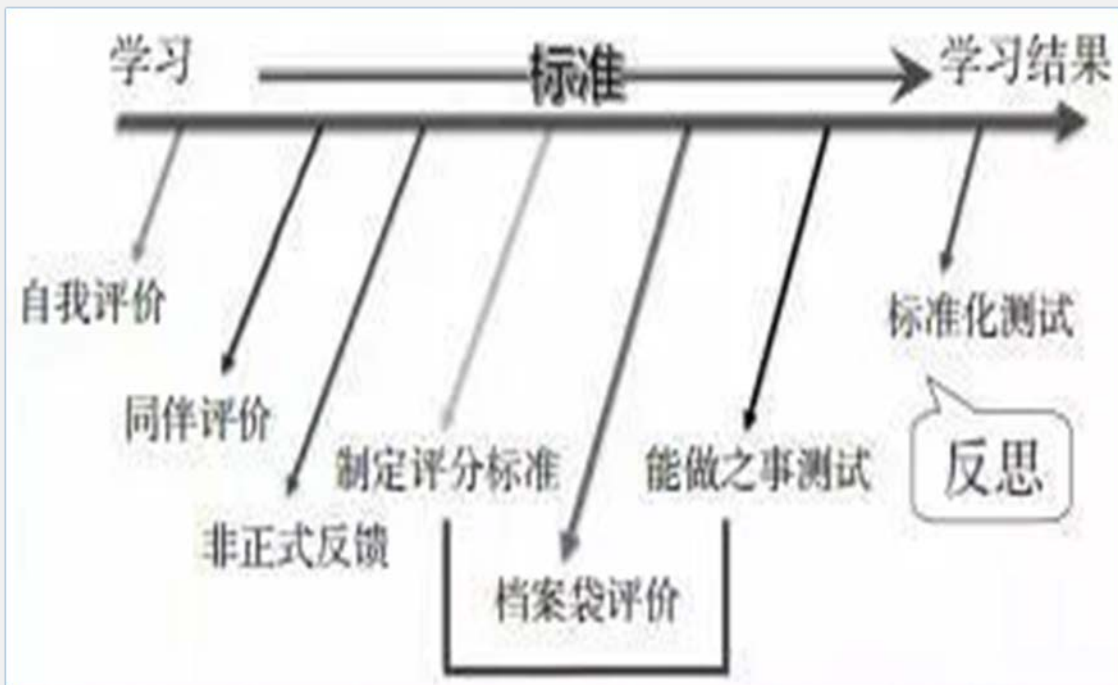 学习
标准
学习结果
自我评价
标准化测试
同伴评价
制定评分标准
能做之事测试
反思
非正式反馈
档案袋评价